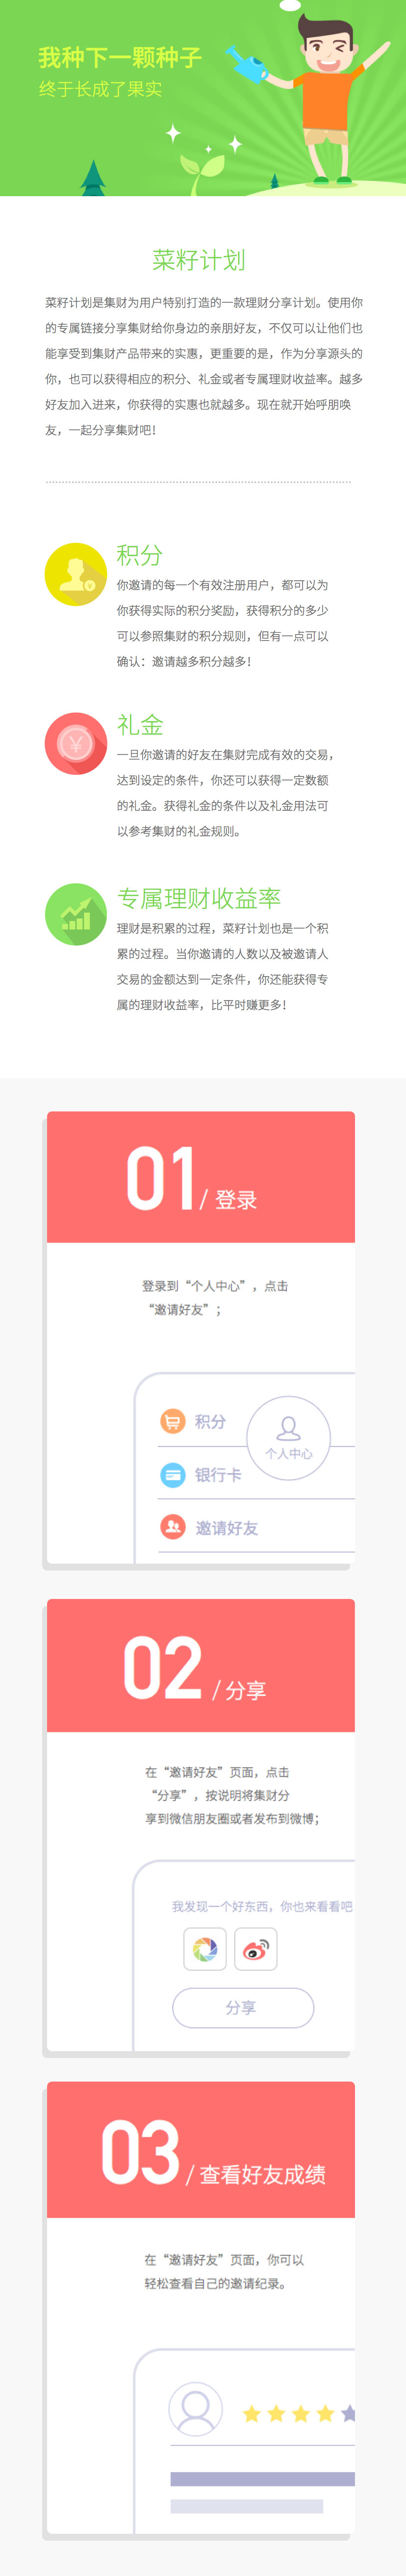 我种下一颗种子
终于长成了果实
菜籽计划
菜籽计划是集财为用户特别打造的一款理财分享计划。使用你
的专属链接分享集财给你身边的亲朋好友，不仅可以让他们也
能享受到集财产品带来的实惠，更重要的是，作为分享源头的
你，也可以获得相应的积分、礼金或者专属理财收益率。越多
好友加入进来，你获得的实惠也就越多。现在就开始呼朋唤
友，一起分享集财吧！
积分
你邀请的每一个有效注册用户，都可以为
你获得实际的积分奖励，获得积分的多少
可以参照集财的积分规则，但有一点可以
确认：邀请越多积分越多！
礼金
一旦你邀请的好友在集财完成有效的交易，
达到设定的条件，你还可以获得一定数额
的礼金。获得礼金的条件以及礼金用法可
以参考集财的礼金规则。
专属理财收益率
理财是积累的过程，菜籽计划也是一个积
累的过程。当你邀请的人数以及被邀请人
交易的金额达到一定条件，你还能获得专
属的理财收益率，比平时赚更多！
01 / 登录
登录到“个人中心”，点击
“邀请好友”；
积分
个人中心
银行卡
邀请好友
02 / 分享
在“邀请好友”页面，点击
“分享”，按说明将集财分
享到微信朋友圈或者发布到微博；
我发现一个好东西，你也来看看吧
分享
03 / 查看好友成绩
在“邀请好友”页面，你可以
轻松查看自己的邀请纪录。